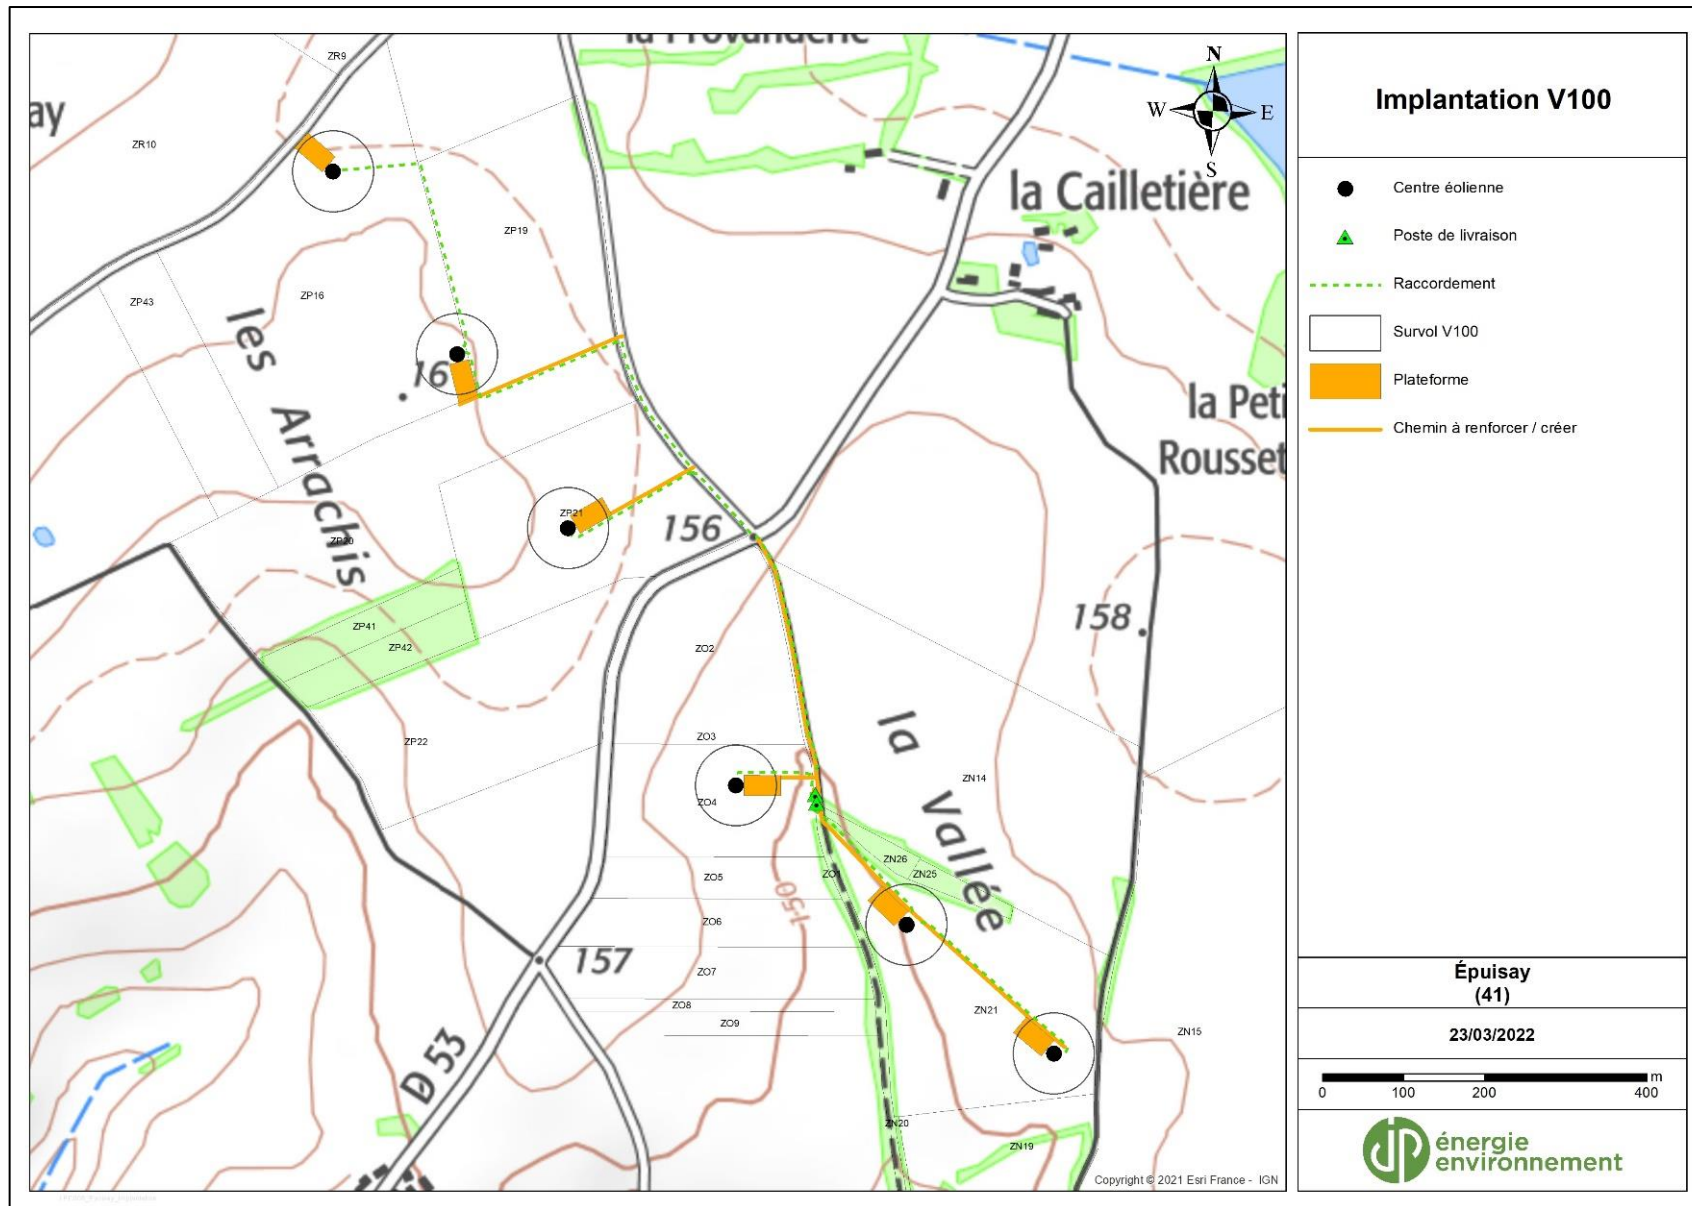 Implantation V100
Centre éolienne
Poste de livraison
Raccordement
Survol V100
Plateforme
Chemin à renforcer / créer
Épuisay
(41)
23/03/2022
0 100 200 400 m
énergie
environnement
N
W E
S
ay
ZR9
ZR10
la Cailletière
ZP19
ZP43
ZP16
les Arrachis
16
la Peti
Rousset
ZP21
156
ZP20
158
ZP41
ZP42
ZO2
ZP22
ZO3
la Vallée
ZN14
ZO4
ZN26
ZN25
ZO1
ZO5
150
ZO6
157
ZO7
ZO8
ZO9
ZN21
ZN15
D 53
ZN20
ZN19
Copyright © 2021 Esri France - IGN